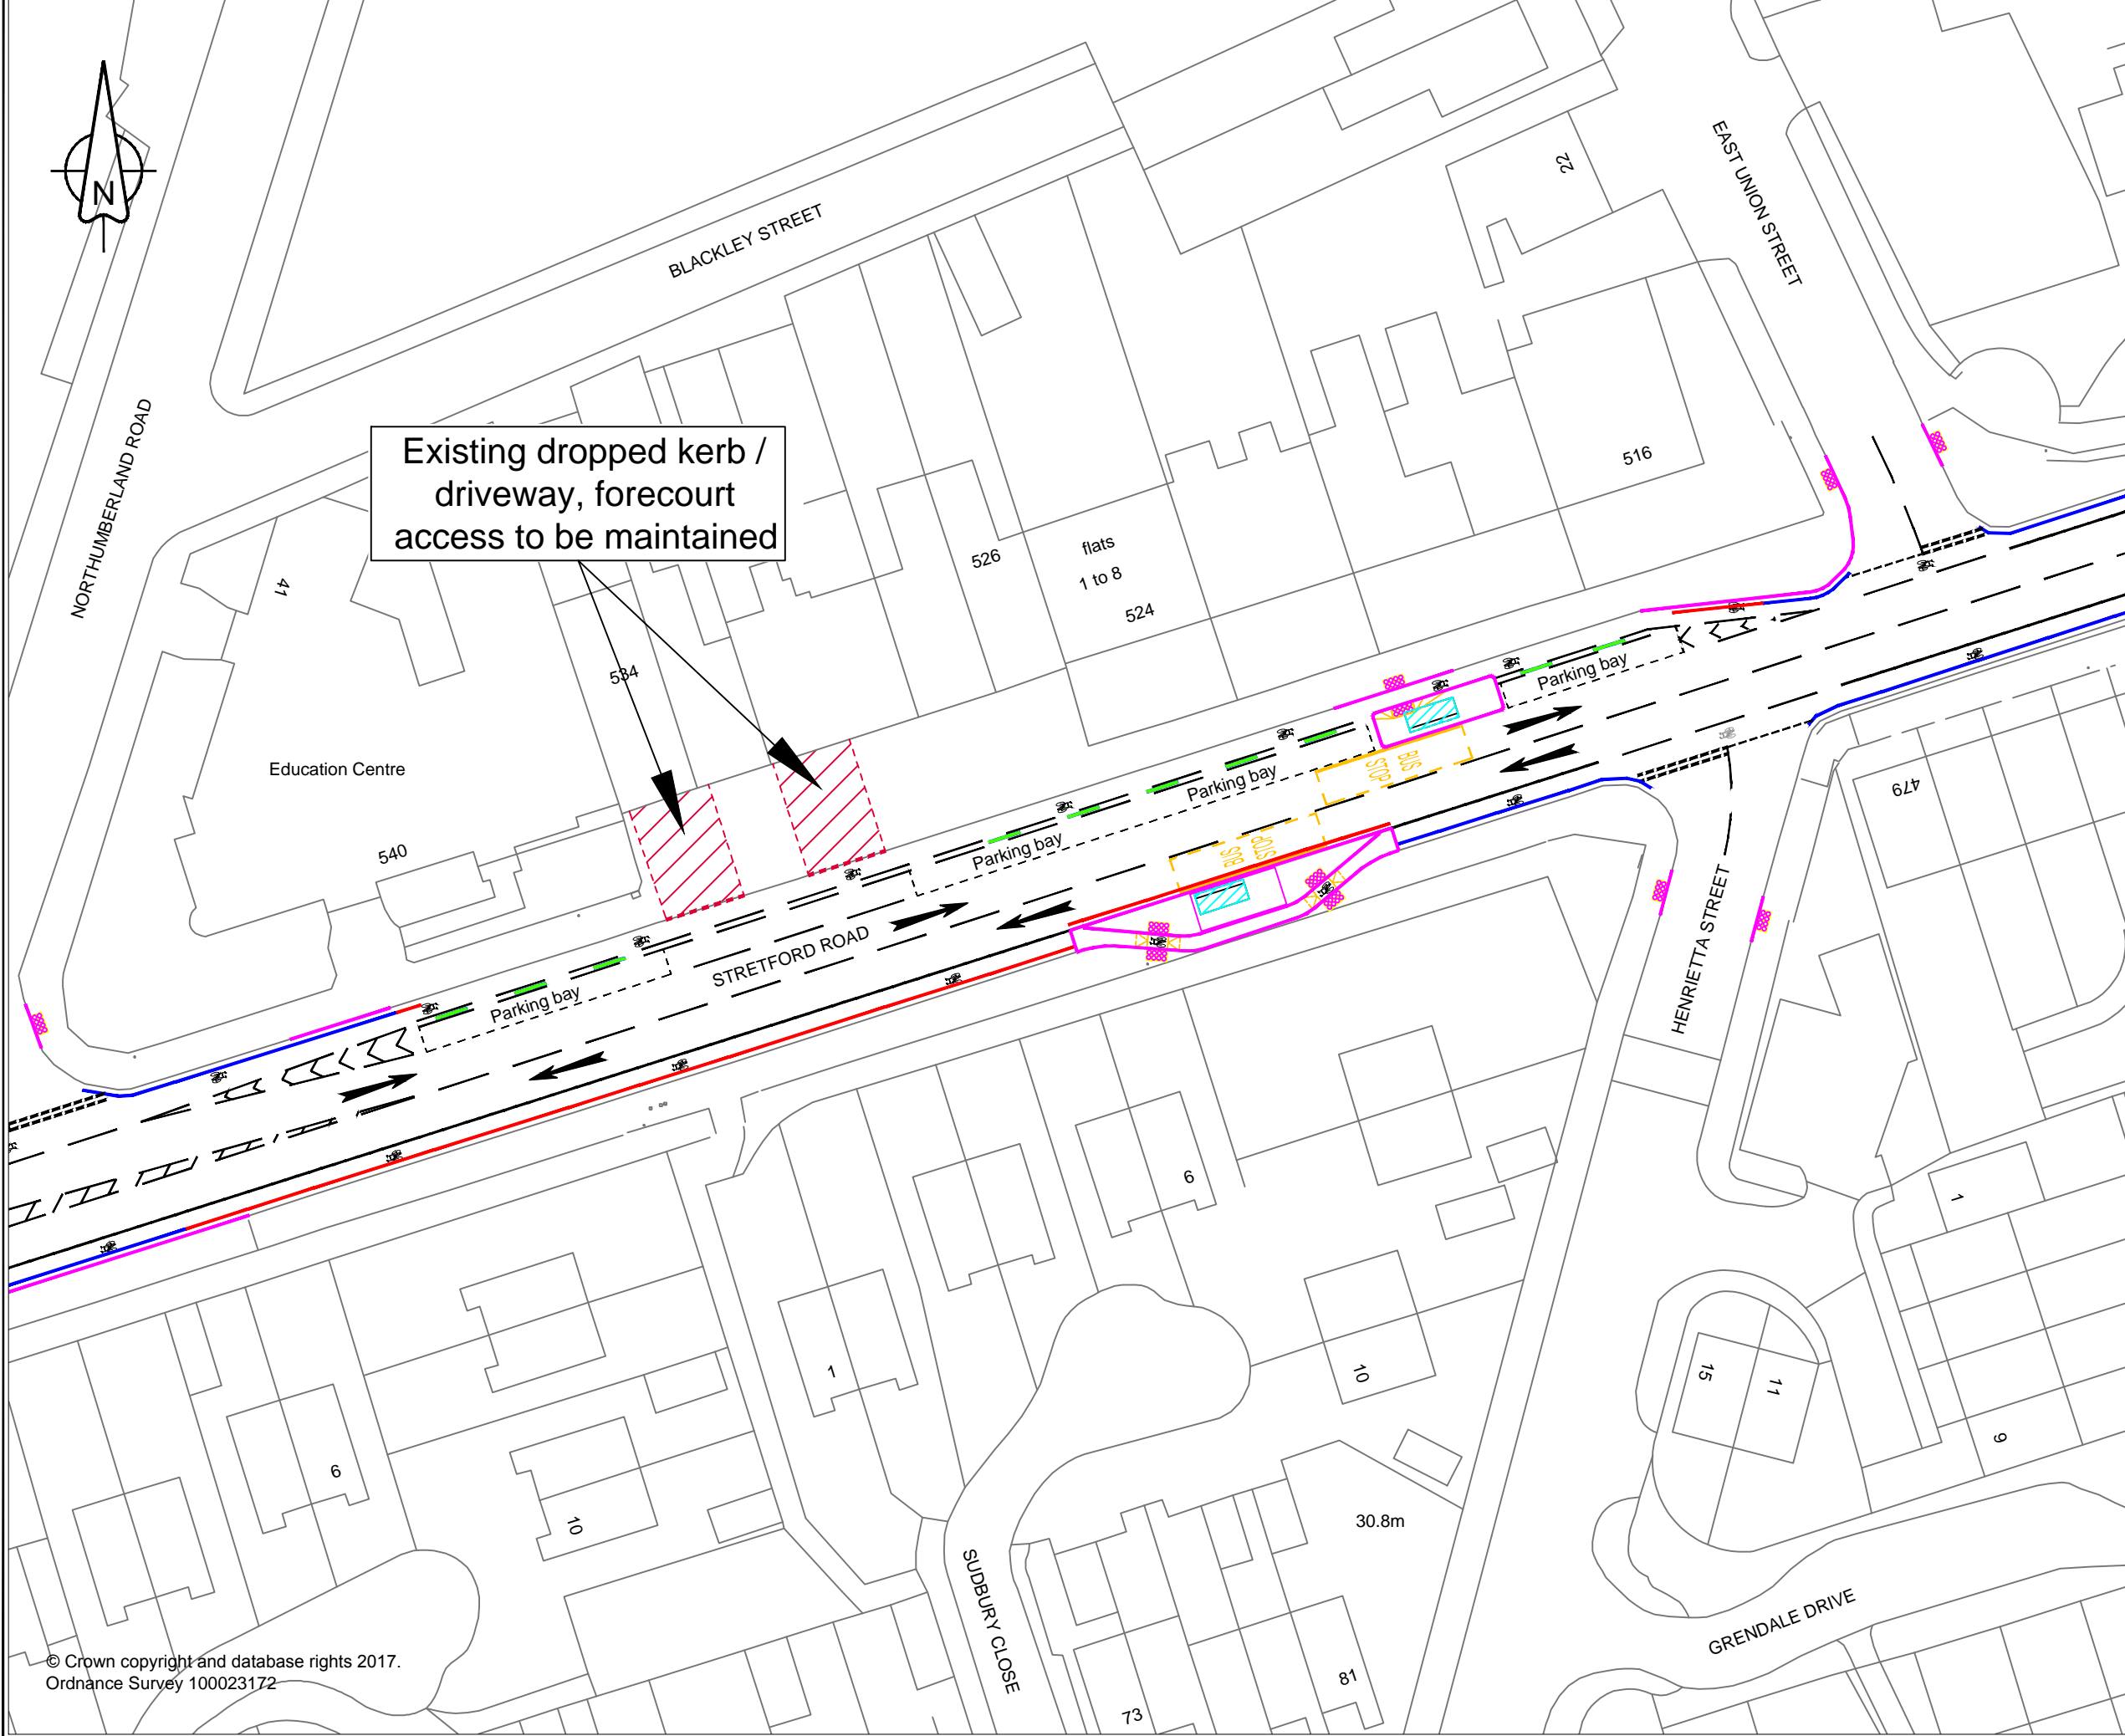 N
BLACKLEY STREET
EAST UNION STREET
22
NORTHUMBERLAND ROAD
Existing dropped kerb /
driveway, forecourt
access to be maintained
516
526
flats
1 to 8
524
41
534
Education Centre
540
Parking bay
Parking bay
Parking bay
Parking bay
BUS
STOP
BUS
STOP
STRETFORD ROAD
479
HENRIETTA STREET
6
1
1
10
15
11
9
6
10
30.8m
SUDBURY CLOSE
GRENDALE DRIVE
81
73
© Crown copyright and database rights 2017.
Ordnance Survey 100023172